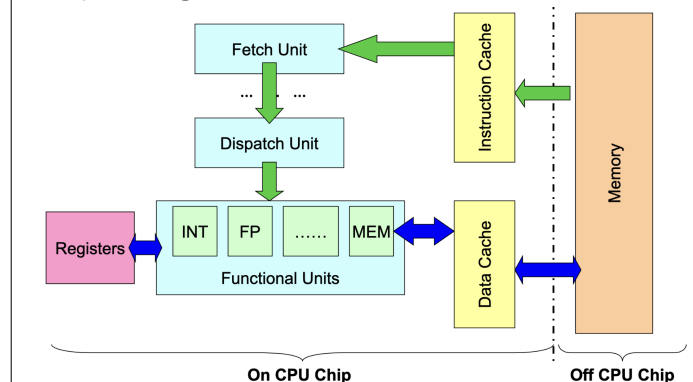 Fetch Unit
... . ...
Dispatch Unit
Instruction Cache
Memory
Registers
INT
FP
......
MEM
Functional Units
Data Cache
On CPU Chip
Off CPU Chip